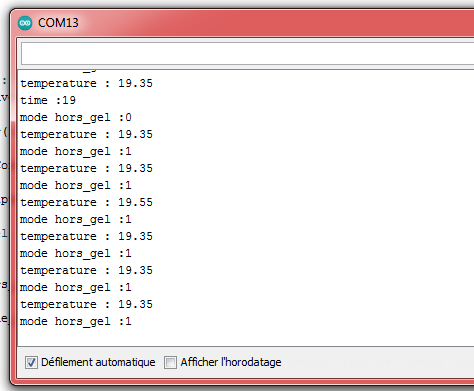 COM13
temperature : 19.35
time :19
mode hors_gel :0
temperature : 19.35
mode hors_gel :1
temperature : 19.35
mode hors_gel :1
temperature : 19.55
mode hors_gel :1
temperature : 19.35
mode hors_gel :1
temperature : 19.35
mode hors_gel :1
temperature : 19.35
mode hors_gel :1
Défilement automatique Afficher l'horodatage